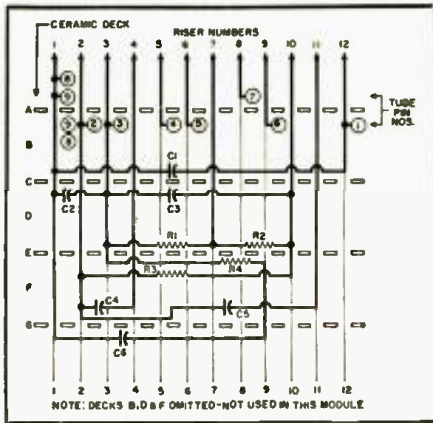 CERAMIC DECK
RISER NUMBERS
1 2 3 4 5 6 7 8 9 10 11 12
8
9 7
A
9 2 3 4 5 6 1
8
TUBE PIN NOS.
B
C1
C
C2 C3
D
R1 R2
E
R3 R4
F
C4 C5
G
C6
1 2 3 4 5 6 7 8 9 10 11 12
NOTE: DECKS B,D & F OMITTED-NOT USED IN THIS MODULE